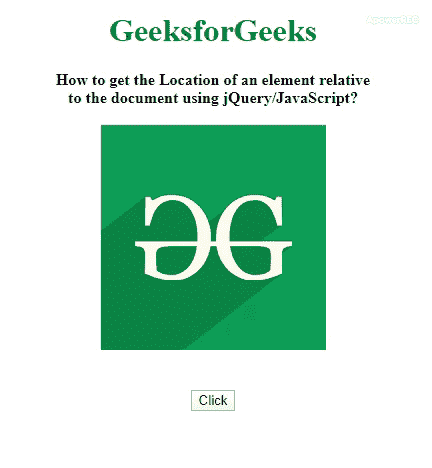 GeeksforGeeks
How to get the Location of an element relative
to the document using jQuery/JavaScript?
Click